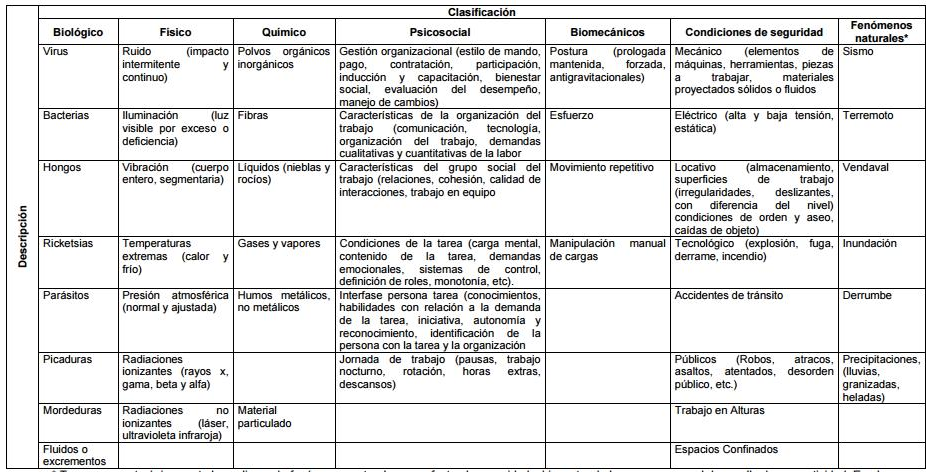 Clasificación
Biológico Físico Químico Psicosocial Biomecánicos Condiciones de seguridad Fenómenos naturales*
Descripción
Virus
Ruido (impacto
intermitente y
continuo)
Polvos orgánicos
inorgánicos
Gestión organizacional (estilo de mando,
pago, contratación, participación,
inducción y capacitación, bienestar
social, evaluación del desempeño,
manejo de cambios)
Postura (prologada
mantenida, forzada,
antigravitacionales)
Mecánico (elementos de
máquinas, herramientas, piezas
a trabajar, materiales
proyectados sólidos o fluidos
Sismo
Bacterias
Iluminación (luz
visible por exceso o
deficiencia)
Fibras
Características de la organización del
trabajo (comunicación, tecnología,
organización del trabajo, demandas
cualitativas y cuantitativas de la labor
Esfuerzo
Eléctrico (alta y baja tensión,
estática)
Terremoto
Hongos
Vibración (cuerpo
entero, segmentaria)
Líquidos (nieblas y
rocíos)
Características del grupo social del
trabajo (relaciones, cohesión, calidad de
interacciones, trabajo en equipo
Movimiento repetitivo
Locativo (almacenamiento,
superficies de trabajo
(irregularidades, deslizantes,
con diferencia del nivel)
condiciones de orden y aseo,
caídas de objeto)
Vendaval
Ricketsias
Temperaturas
extremas (calor y
frío)
Gases y vapores
Condiciones de la tarea (carga mental,
contenido de la tarea, demandas
emocionales, sistemas de control,
definición de roles, monotonía, etc).
Manipulación manual
de cargas
Tecnológico (explosión, fuga,
derrame, incendio)
Inundación
Parásitos
Presión atmosférica
(normal y ajustada)
Humos metálicos,
no metálicos
Interfase persona tarea (conocimientos,
habilidades con relación a la demanda
de la tarea, iniciativa, autonomía y
reconocimiento, identificación de la
persona con la tarea y la organización
Accidentes de tránsito
Derrumbe
Picaduras
Radiaciones
ionizantes (rayos x,
gama, beta y alfa)
Jornada de trabajo (pausas, trabajo
nocturno, rotación, horas extras,
descansos)
Públicos (Robos, atracos,
asaltos, atentados, desorden
público, etc.)
Precipitaciones,
(lluvias,
granizadas,
heladas)
Mordeduras
Radiaciones no
ionizantes (láser,
ultravioleta infraroja)
Material
particulado
Trabajo en Alturas
Fluidos o
excrementos
Espacios Confinados